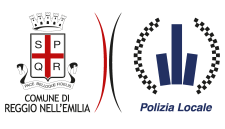 S P
Q R
COMUNE DI
REGGIO NELL'EMILIA
Polizia Locale